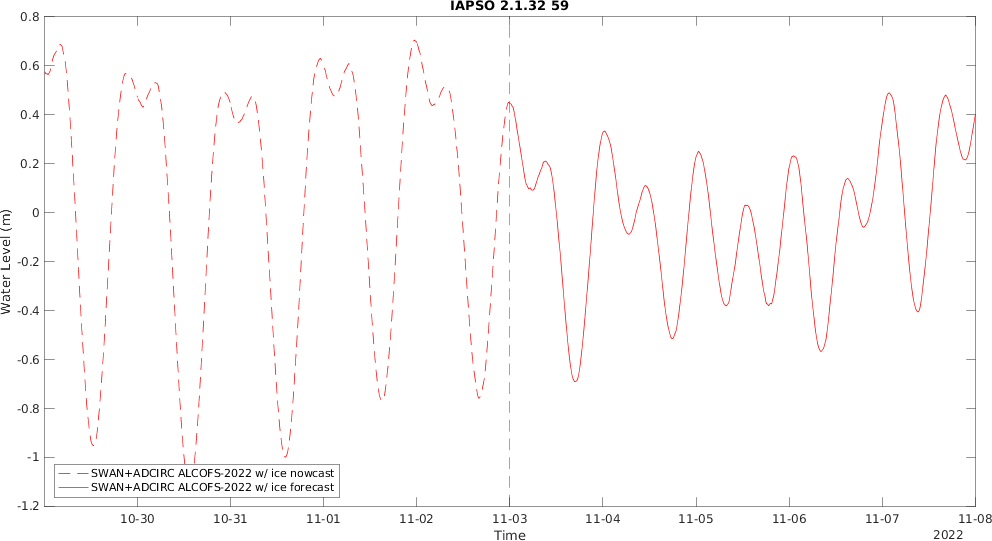 IAPSO 2.1.32 59
0.8
0.6
0.4
0.2
0
-0.2
-0.4
-0.6
-0.8
-1
-1.2
Water Level (m)
SWAN+ADCIRC ALCOFS-2022 w/ ice nowcast
SWAN+ADCIRC ALCOFS-2022 w/ ice forecast
10-30 10-31 11-01 11-02 11-03 11-04 11-05 11-06 11-07 11-08
Time
2022